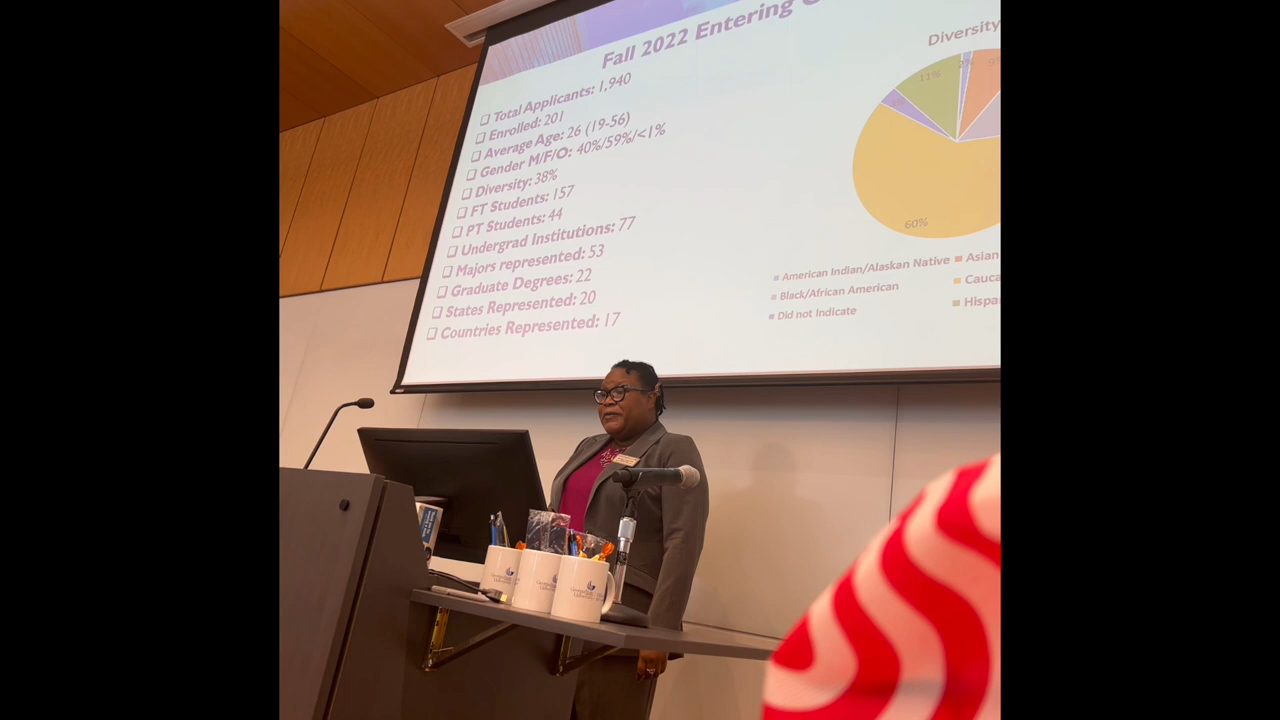 Fall 2022 Entering
Total Applicants: 1,940
Enrolled: 201
Average Age: 26 (19-56)
Gender M/F/O: 40%/59%/<1%
Diversity: 38%
FT Students: 157
PT Students: 44
Undergrad Institutions: 77
Majors represented: 53
Graduate Degrees: 22
States Represented: 20
Countries Represented: 17
Diversity
11%
2%
9%
60%
American Indian/Alaskan Native
Asian
Black/African American
Cauca
Did not Indicate
Hispa